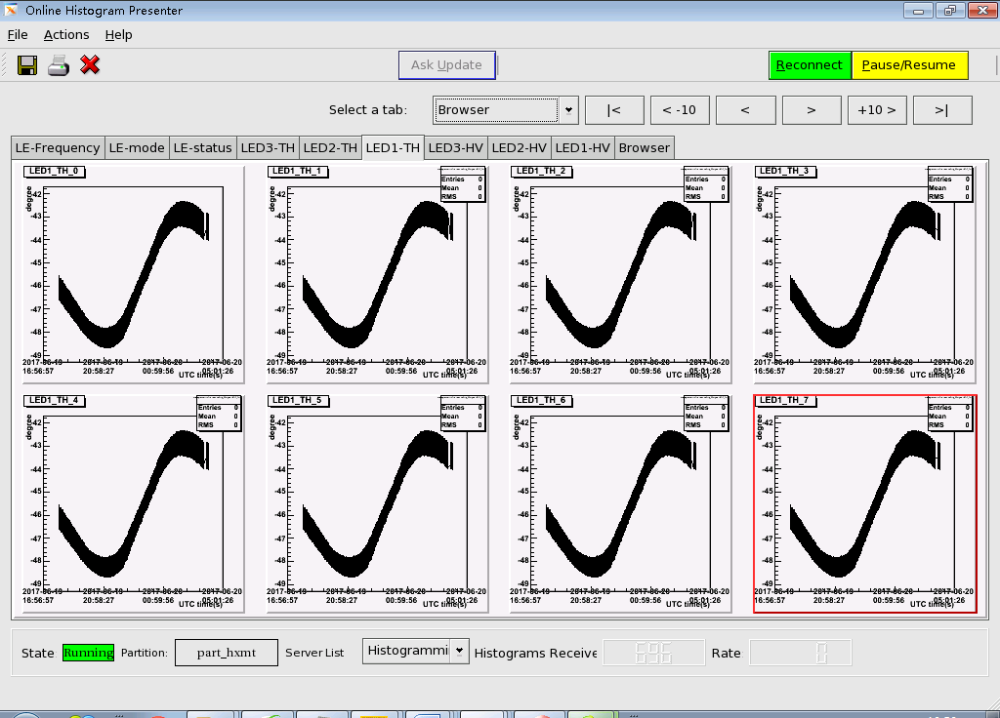 Online Histogram Presenter
File Actions Help
Ask Update
Reconnect Pause/Resume
Select a tab: Browser |< < -10 < > +10 > >|
LE-Frequency LE-mode LE-status LED3-TH LED2-TH LED1-TH LED3-HV LED2-HV LED1-HV Browser
LED1_TH_0
degree
-42
-43
-44
-45
-46
-47
-48
-49
2017-06-19 2017-06-19 2017-06-20 2017-06-20
16:56:57 20:58:27 00:59:56 05:01:26
UTC time(s)
LED1_TH_1
Entries 0
Mean 0
RMS 0
degree
-42
-43
-44
-45
-46
-47
-48
-49
2017-06-19 2017-06-19 2017-06-20 2017-06-20
16:56:57 20:58:27 00:59:56 05:01:26
UTC time(s)
LED1_TH_2
Entries 0
Mean 0
RMS 0
degree
-42
-43
-44
-45
-46
-47
-48
-49
2017-06-19 2017-06-19 2017-06-20 2017-06-20
16:56:57 20:58:27 00:59:56 05:01:26
UTC time(s)
LED1_TH_3
Entries 0
Mean 0
RMS 0
degree
-42
-43
-44
-45
-46
-47
-48
-49
2017-06-19 2017-06-19 2017-06-20 2017-06-20
16:56:57 20:58:27 00:59:56 05:01:26
UTC time(s)
LED1_TH_4
Entries 0
Mean 0
RMS 0
degree
-42
-43
-44
-45
-46
-47
-48
-49
2017-06-19 2017-06-19 2017-06-20 2017-06-20
16:56:57 20:58:27 00:59:56 05:01:26
UTC time(s)
LED1_TH_5
Entries 0
Mean 0
RMS 0
degree
-42
-43
-44
-45
-46
-47
-48
-49
2017-06-19 2017-06-19 2017-06-20 2017-06-20
16:56:57 20:58:27 00:59:56 05:01:26
UTC time(s)
LED1_TH_6
Entries 0
Mean 0
RMS 0
degree
-42
-43
-44
-45
-46
-47
-48
-49
2017-06-19 2017-06-19 2017-06-20 2017-06-20
16:56:57 20:58:27 00:59:56 05:01:26
UTC time(s)
LED1_TH_7
Entries 0
Mean 0
RMS 0
degree
-42
-43
-44
-45
-46
-47
-48
-49
2017-06-19 2017-06-19 2017-06-20 2017-06-20
16:56:57 20:58:27 00:59:56 05:01:26
UTC time(s)
State Running Partition: part_hxmt Server List Histogrammi Histograms Receive 696 Rate: 0